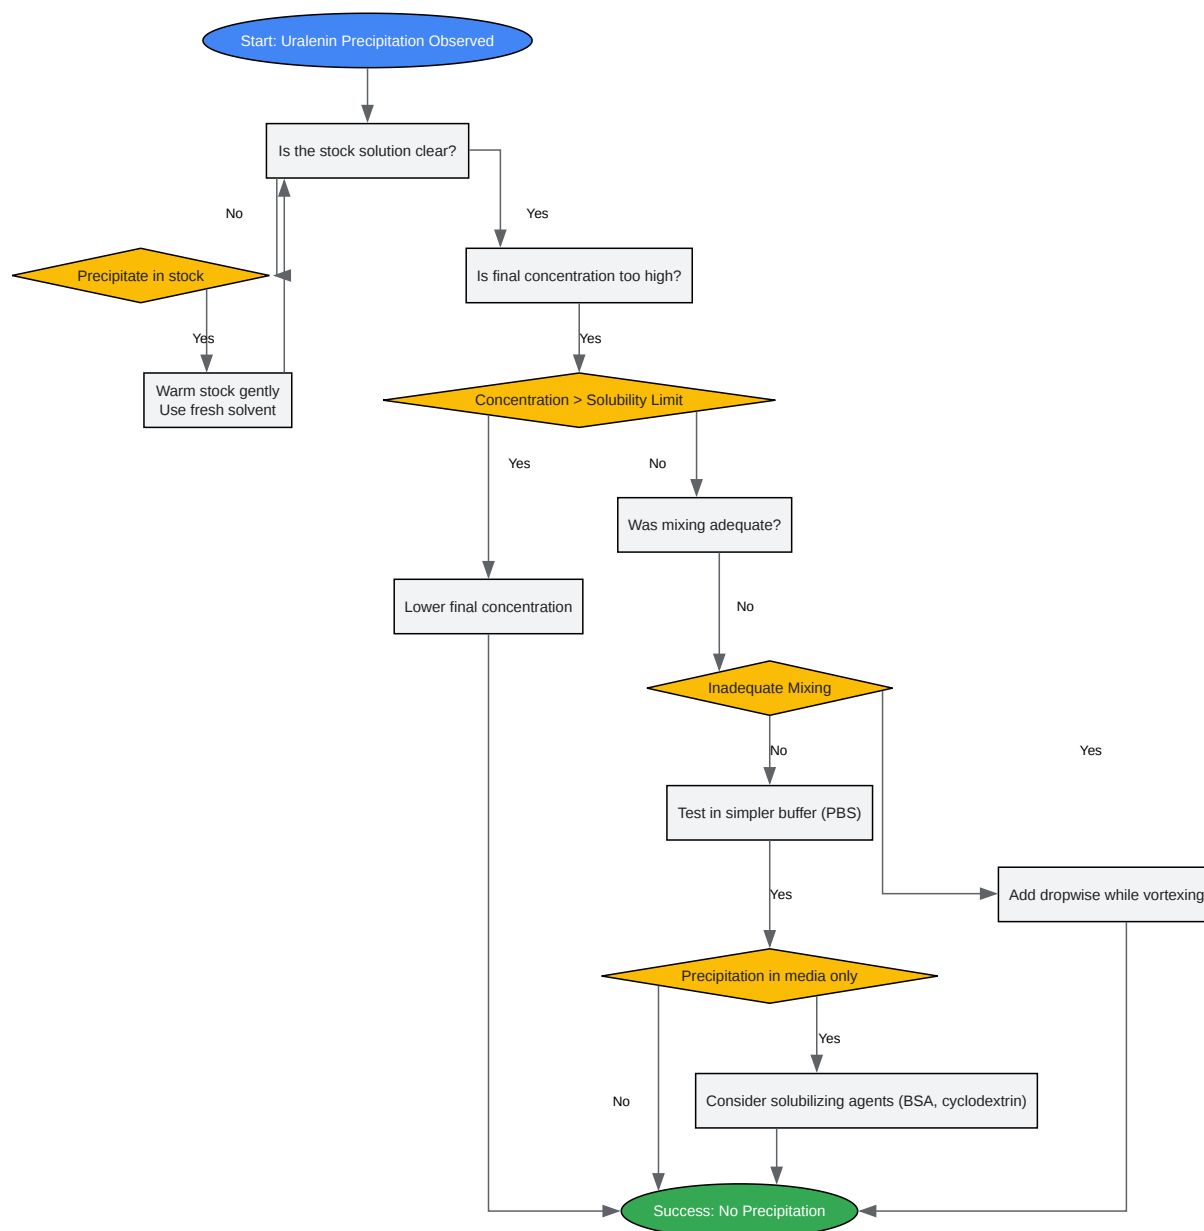 Start: Uralenin Precipitation Observed
Is the stock solution clear?
No
Yes
Precipitate in stock
Is final concentration too high?
Yes
Yes
Warm stock gently
Use fresh solvent
Concentration > Solubility Limit
Yes
No
Was mixing adequate?
Lower final concentration
No
Inadequate Mixing
No
Yes
Test in simpler buffer (PBS)
Yes
Add dropwise while vortexing
Precipitation in media only
Yes
No
Consider solubilizing agents (BSA, cyclodextrin)
Success: No Precipitation